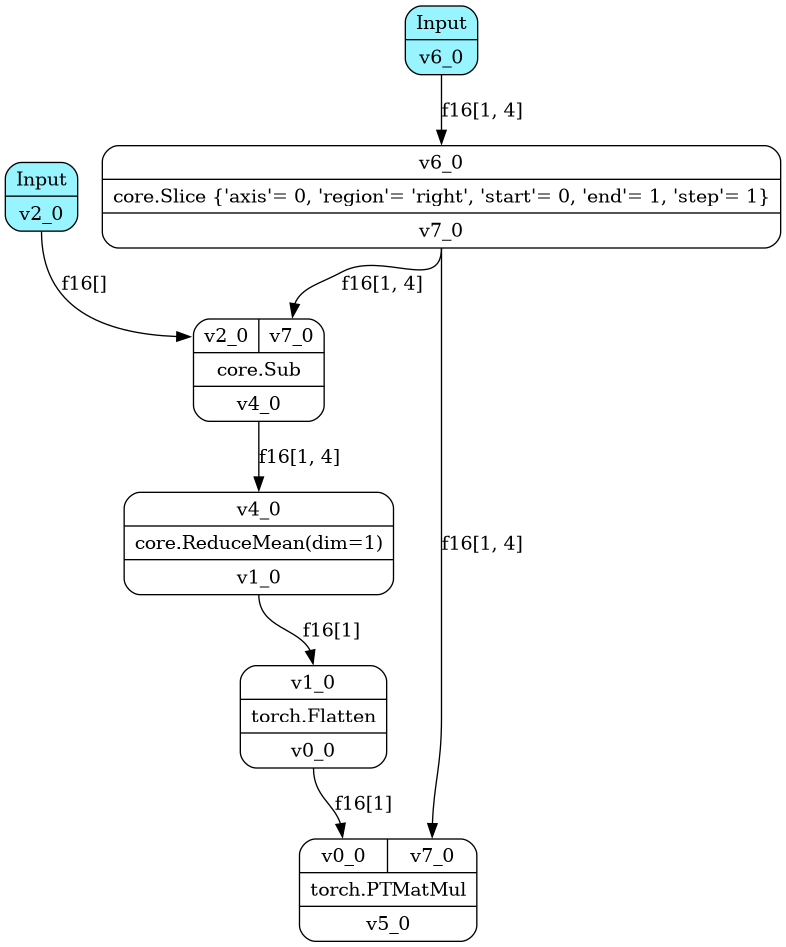 Input
v6_0
f16[1, 4]
v6_0
core.Slice {'axis'= 0, 'region'= 'right', 'start'= 0, 'end'= 1, 'step'= 1}
v7_0
Input
v2_0
f16[]
f16[1, 4]
v2_0 v7_0
core.Sub
v4_0
f16[1, 4]
v4_0
core.ReduceMean(dim=1)
v1_0
f16[1, 4]
f16[1]
v1_0
torch.Flatten
v0_0
f16[1]
v0_0 v7_0
torch.PTMatMul
v5_0